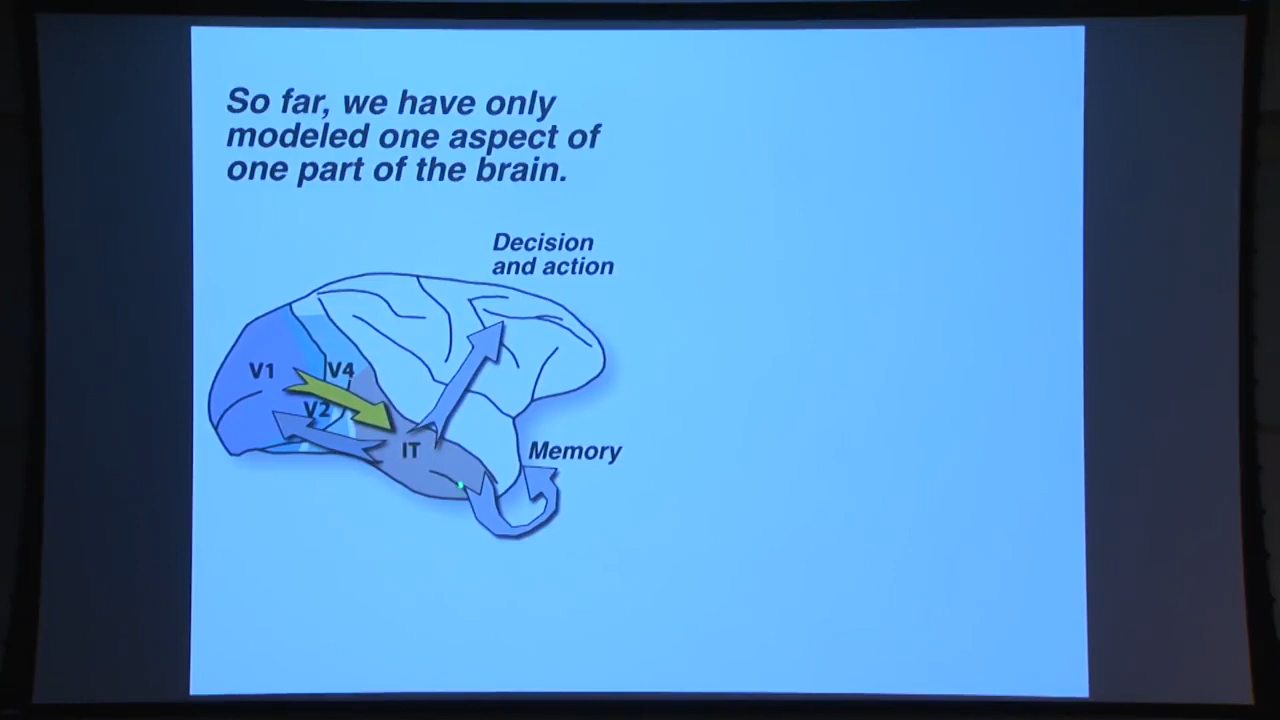 So far, we have only
modeled one aspect of
one part of the brain.
Decision
and action
V1
V4
V2
IT
Memory